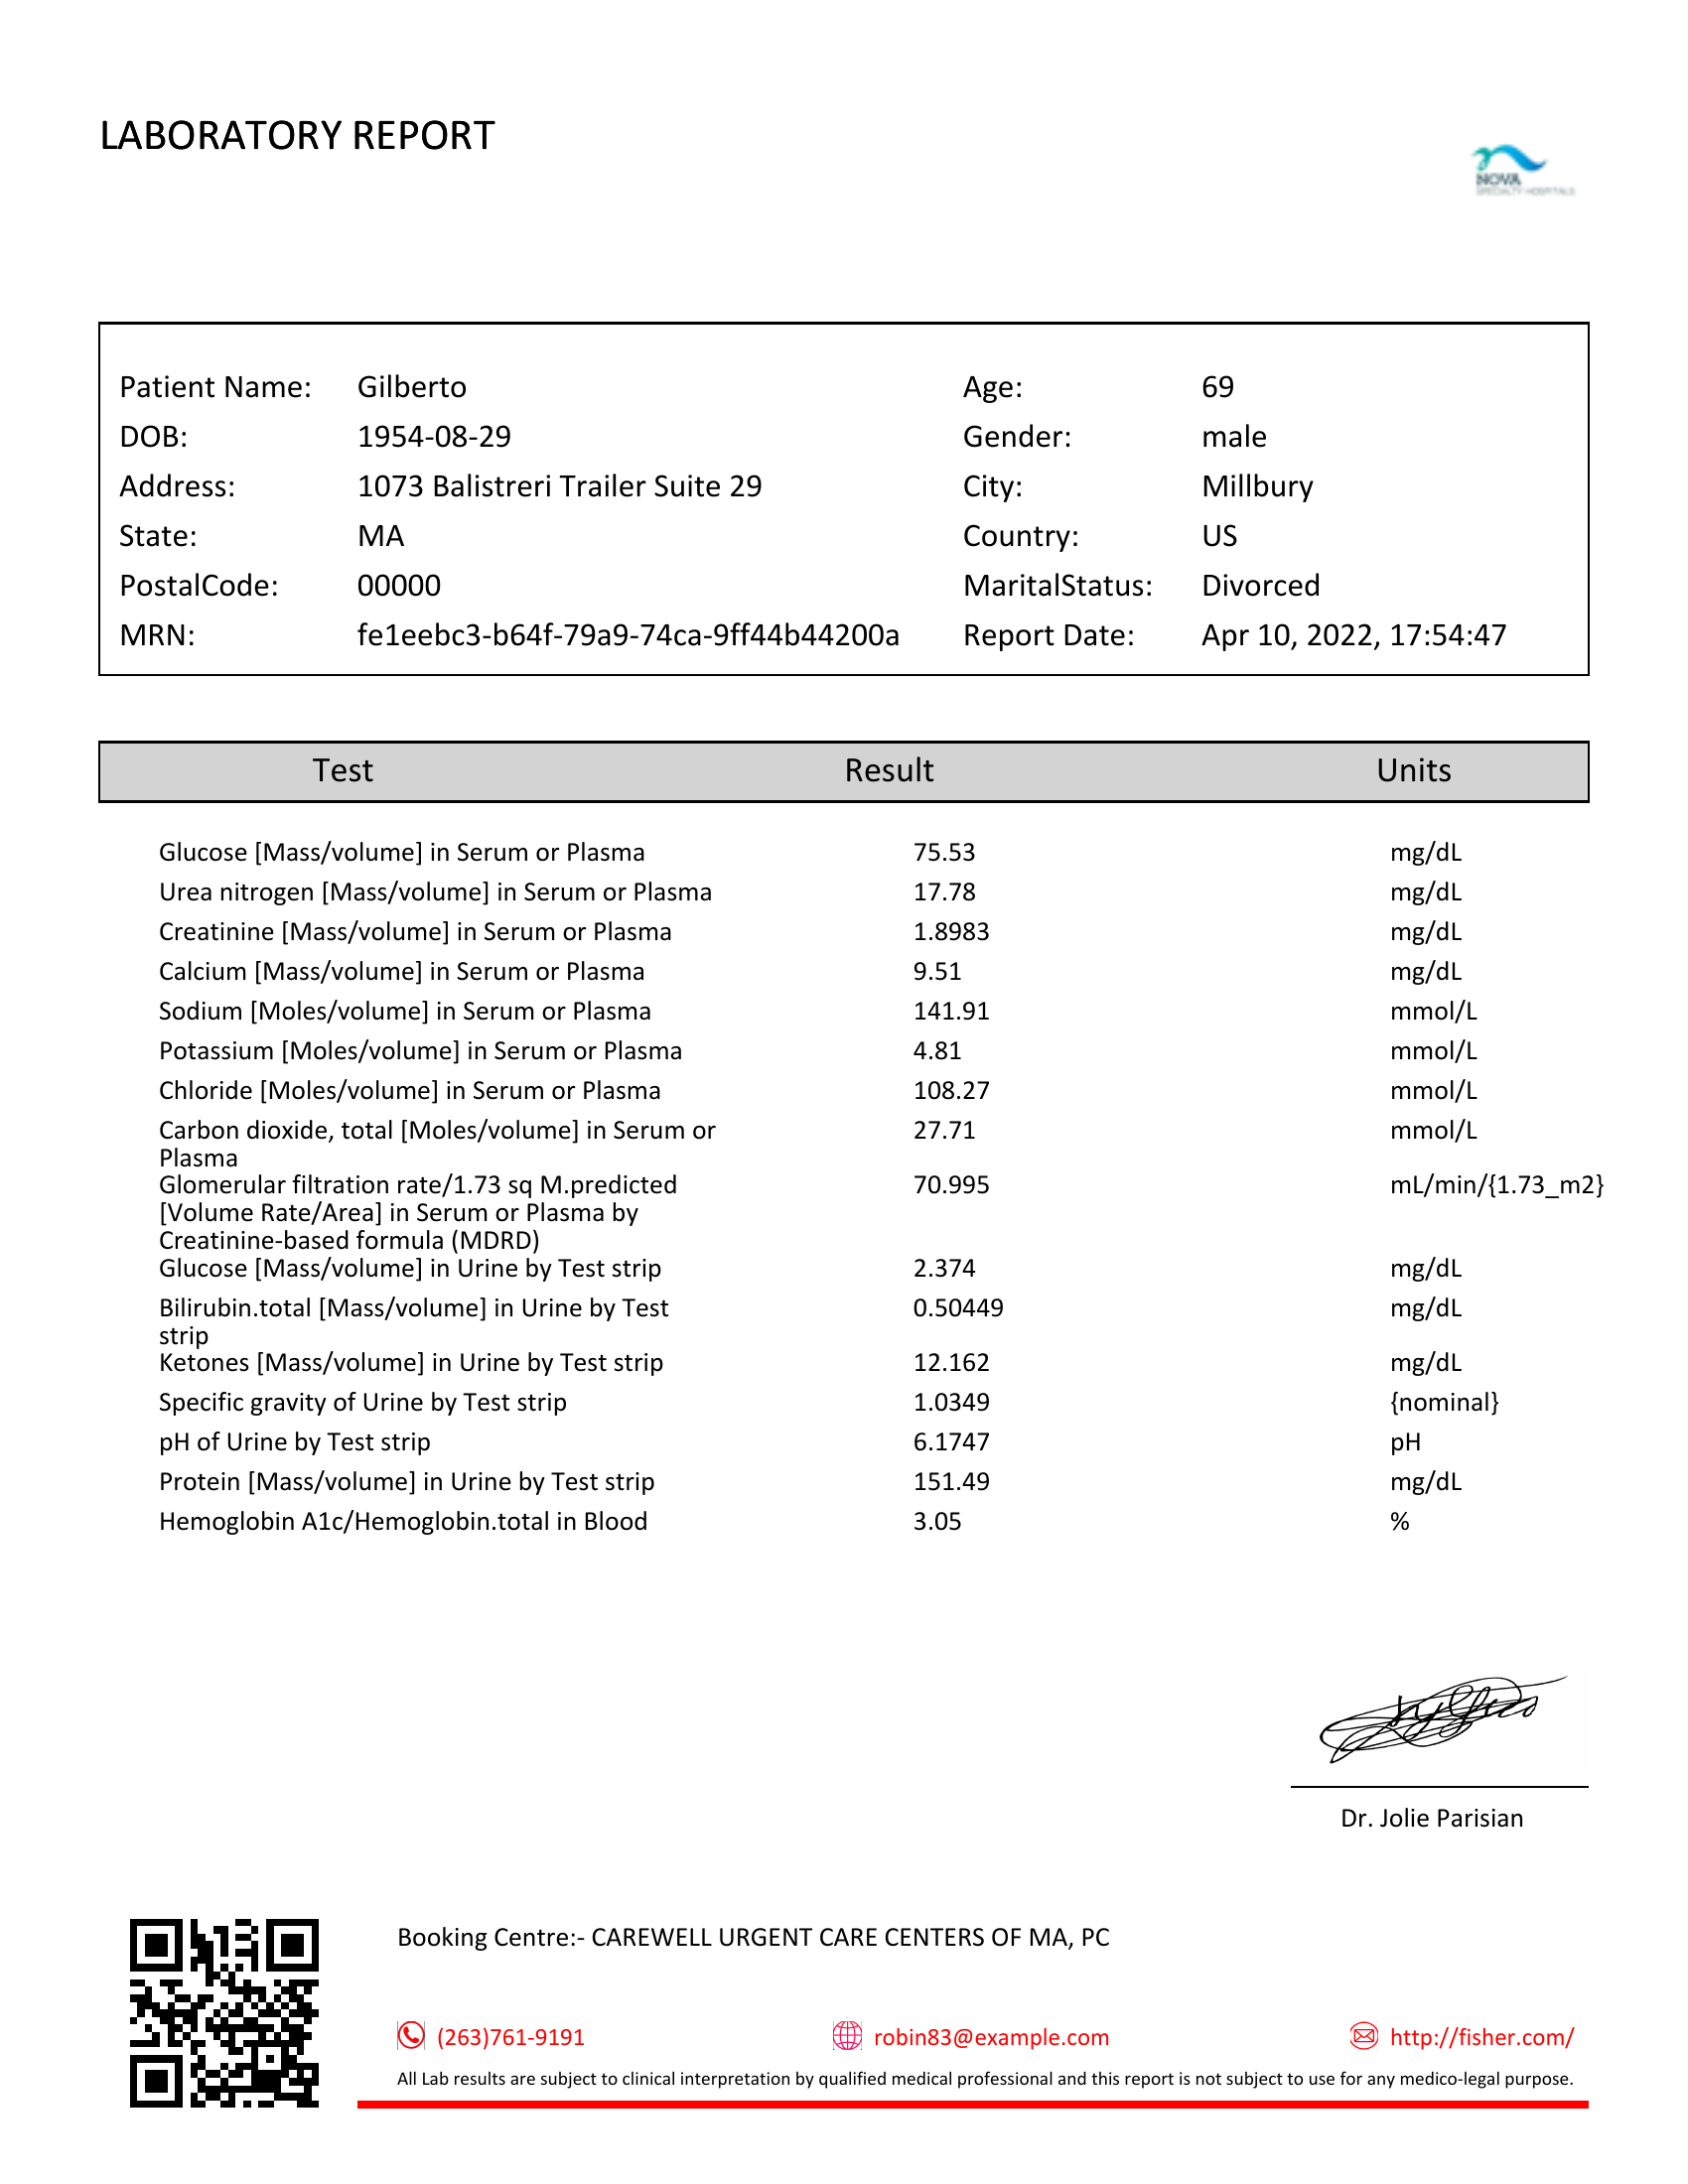 LABORATORY REPORT
NOVA
SPECIALTY HOSPITALS
Patient Name: Gilberto Age: 69
DOB: 1954-08-29 Gender: male
Address: 1073 Balistreri Trailer Suite 29 City: Millbury
State: MA Country: US
PostalCode: 00000 MaritalStatus: Divorced
MRN: fe1eebc3-b64f-79a9-74ca-9ff44b44200a Report Date: Apr 10, 2022, 17:54:47
Test Result Units
Glucose [Mass/volume] in Serum or Plasma 75.53 mg/dL
Urea nitrogen [Mass/volume] in Serum or Plasma 17.78 mg/dL
Creatinine [Mass/volume] in Serum or Plasma 1.8983 mg/dL
Calcium [Mass/volume] in Serum or Plasma 9.51 mg/dL
Sodium [Moles/volume] in Serum or Plasma 141.91 mmol/L
Potassium [Moles/volume] in Serum or Plasma 4.81 mmol/L
Chloride [Moles/volume] in Serum or Plasma 108.27 mmol/L
Carbon dioxide, total [Moles/volume] in Serum or 27.71 mmol/L
Plasma
Glomerular filtration rate/1.73 sq M.predicted 70.995 mL/min/{1.73_m2}
[Volume Rate/Area] in Serum or Plasma by
Creatinine-based formula (MDRD)
Glucose [Mass/volume] in Urine by Test strip 2.374 mg/dL
Bilirubin.total [Mass/volume] in Urine by Test 0.50449 mg/dL
strip
Ketones [Mass/volume] in Urine by Test strip 12.162 mg/dL
Specific gravity of Urine by Test strip 1.0349 {nominal}
pH of Urine by Test strip 6.1747 pH
Protein [Mass/volume] in Urine by Test strip 151.49 mg/dL
Hemoglobin A1c/Hemoglobin.total in Blood 3.05 %
Dr. Jolie Parisian
Booking Centre:- CAREWELL URGENT CARE CENTERS OF MA, PC
(263)761-9191 robin83@example.com http://fisher.com/
All Lab results are subject to clinical interpretation by qualified medical professional and this report is not subject to use for any medico-legal purpose.